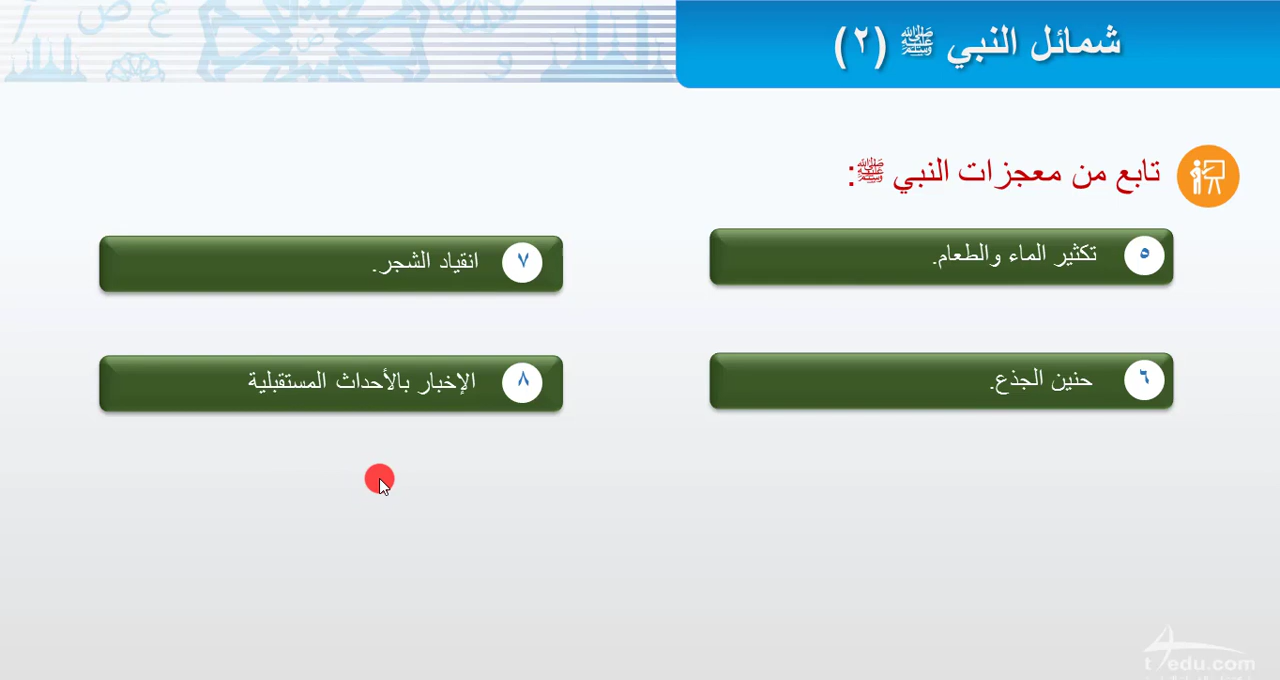 شمائل النبي ﷺ (٢)
تابع من معجزات النبي ﷺ:
٥ تكثير الماء والطعام.
٦ حنين الجذع.
٧ انقياد الشجر.
٨ الإخبار بالأحداث المستقبلية
t4edu.com